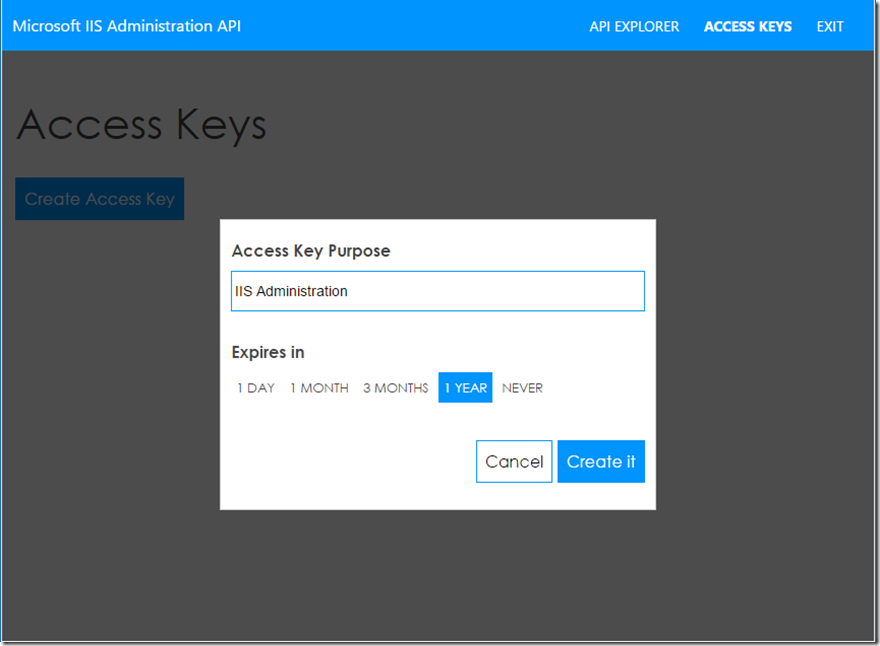 Microsoft IIS Administration API API EXPLORER ACCESS KEYS EXIT
Access Keys
Create Access Key
Access Key Purpose
IIS Administration
Expires in
1 DAY 1 MONTH 3 MONTHS 1 YEAR NEVER
Cancel Create it